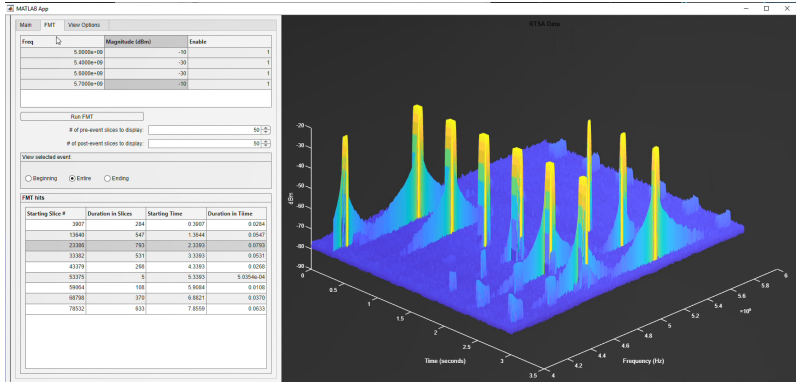 MATLAB App
Main FMT View Options
Freq Magnitude (dBm) Enable
5.0000e+09 -10 1
5.4000e+09 -30 1
5.6000e+09 -30 1
5.7000e+09 -10 1
Run FMT
# of pre-event slices to display: 50
# of post-event slices to display: 50
View selected event:
Beginning Entire Ending
FMT hits
Starting Slice # Duration in Slices Starting Time Duration in Time
3907 284 0.3907 0.0284
13640 547 1.3644 0.0547
23386 793 2.3393 0.0793
33382 531 3.3393 0.0531
43379 268 4.3393 0.0268
53375 5 5.3393 5.0354e-04
59064 108 5.9084 0.0108
68798 370 6.8821 0.0370
78532 633 7.8559 0.0633
RTSA Data
dBm
-20
-30
-40
-50
-60
-70
-80
-90
0
0.5
1
1.5
2
2.5
3
3.5
Time (seconds)
4
4.2
4.4
4.6
4.8
5
5.2
5.4
5.6
5.8
6
×10⁹
Frequency (Hz)